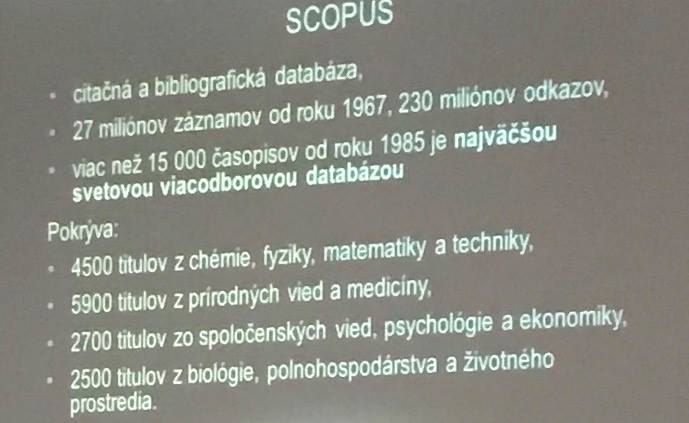 SCOPUS
• citačná a bibliografická databáza,
• 27 miliónov záznamov od roku 1967, 230 miliónov odkazov,
• viac než 15 000 časopisov od roku 1985 je najväčšou
svetovou viacodborovou databázou
Pokrýva:
• 4500 titulov z chémie, fyziky, matematiky a techniky,
• 5900 titulov z prírodných vied a medicíny,
• 2700 titulov zo spoločenských vied, psychológie a ekonomiky,
• 2500 titulov z biológie, polnohospodárstva a životného
prostredia.